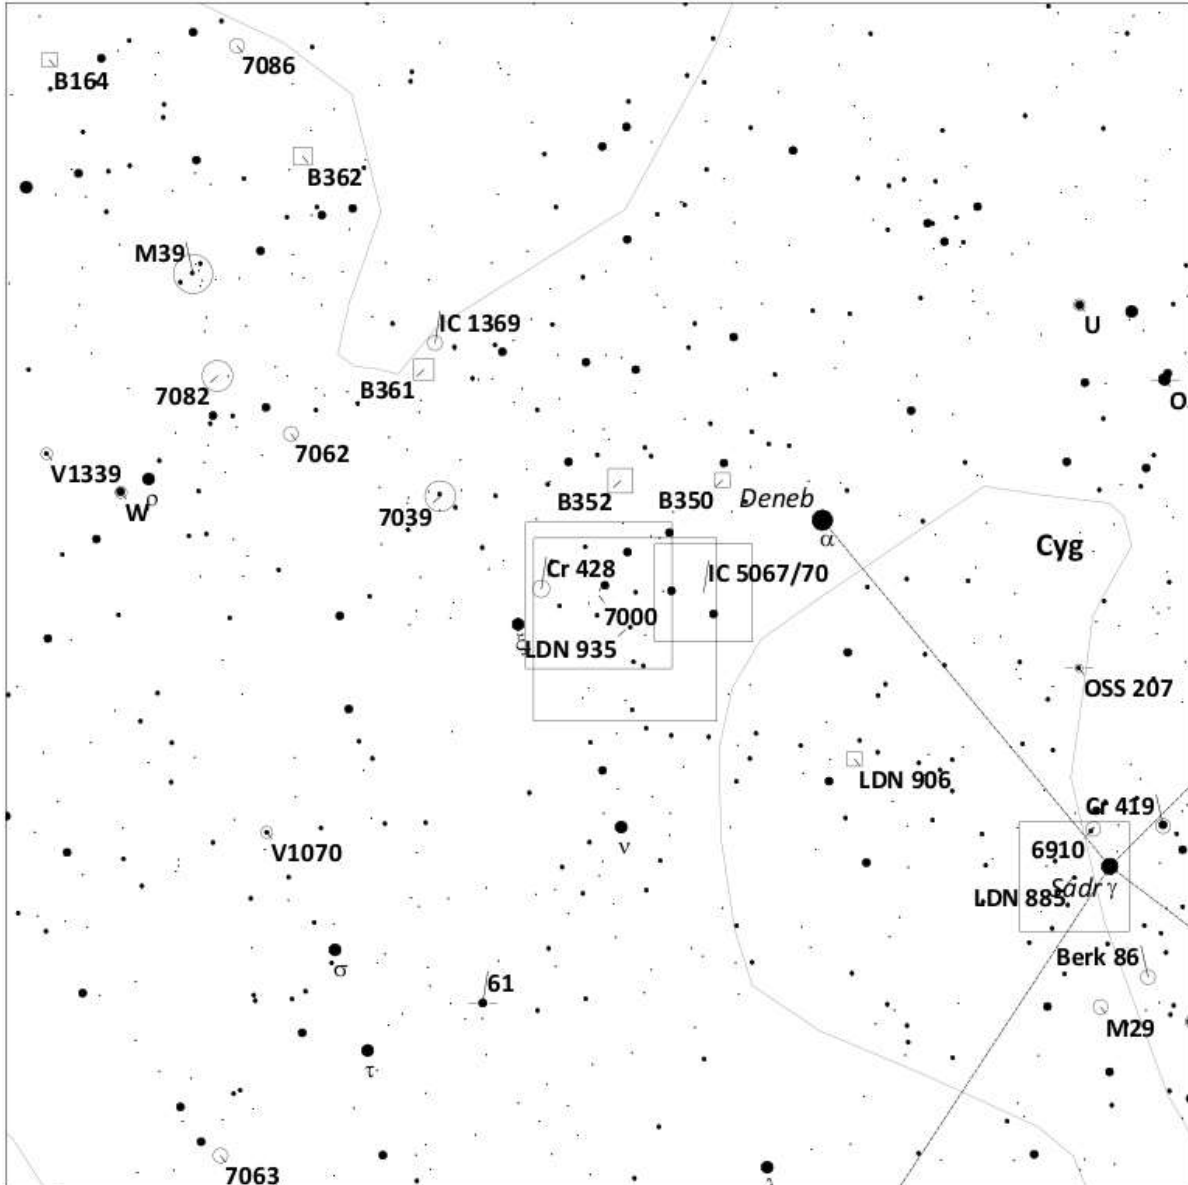 7086
B164
B362
M39
IC 1369
U
B361
7082
O
7062
V1339
W
ρ
B352
B350
Deneb
7039
α
Cyg
Cr 428
IC 5067/70
7000
ξ
LDN 935
OSS 207
LDN 906
Cr 419
6910
V1070
ν
Sadr γ
LDN 885
Berk 86
σ
61
M29
τ
7063